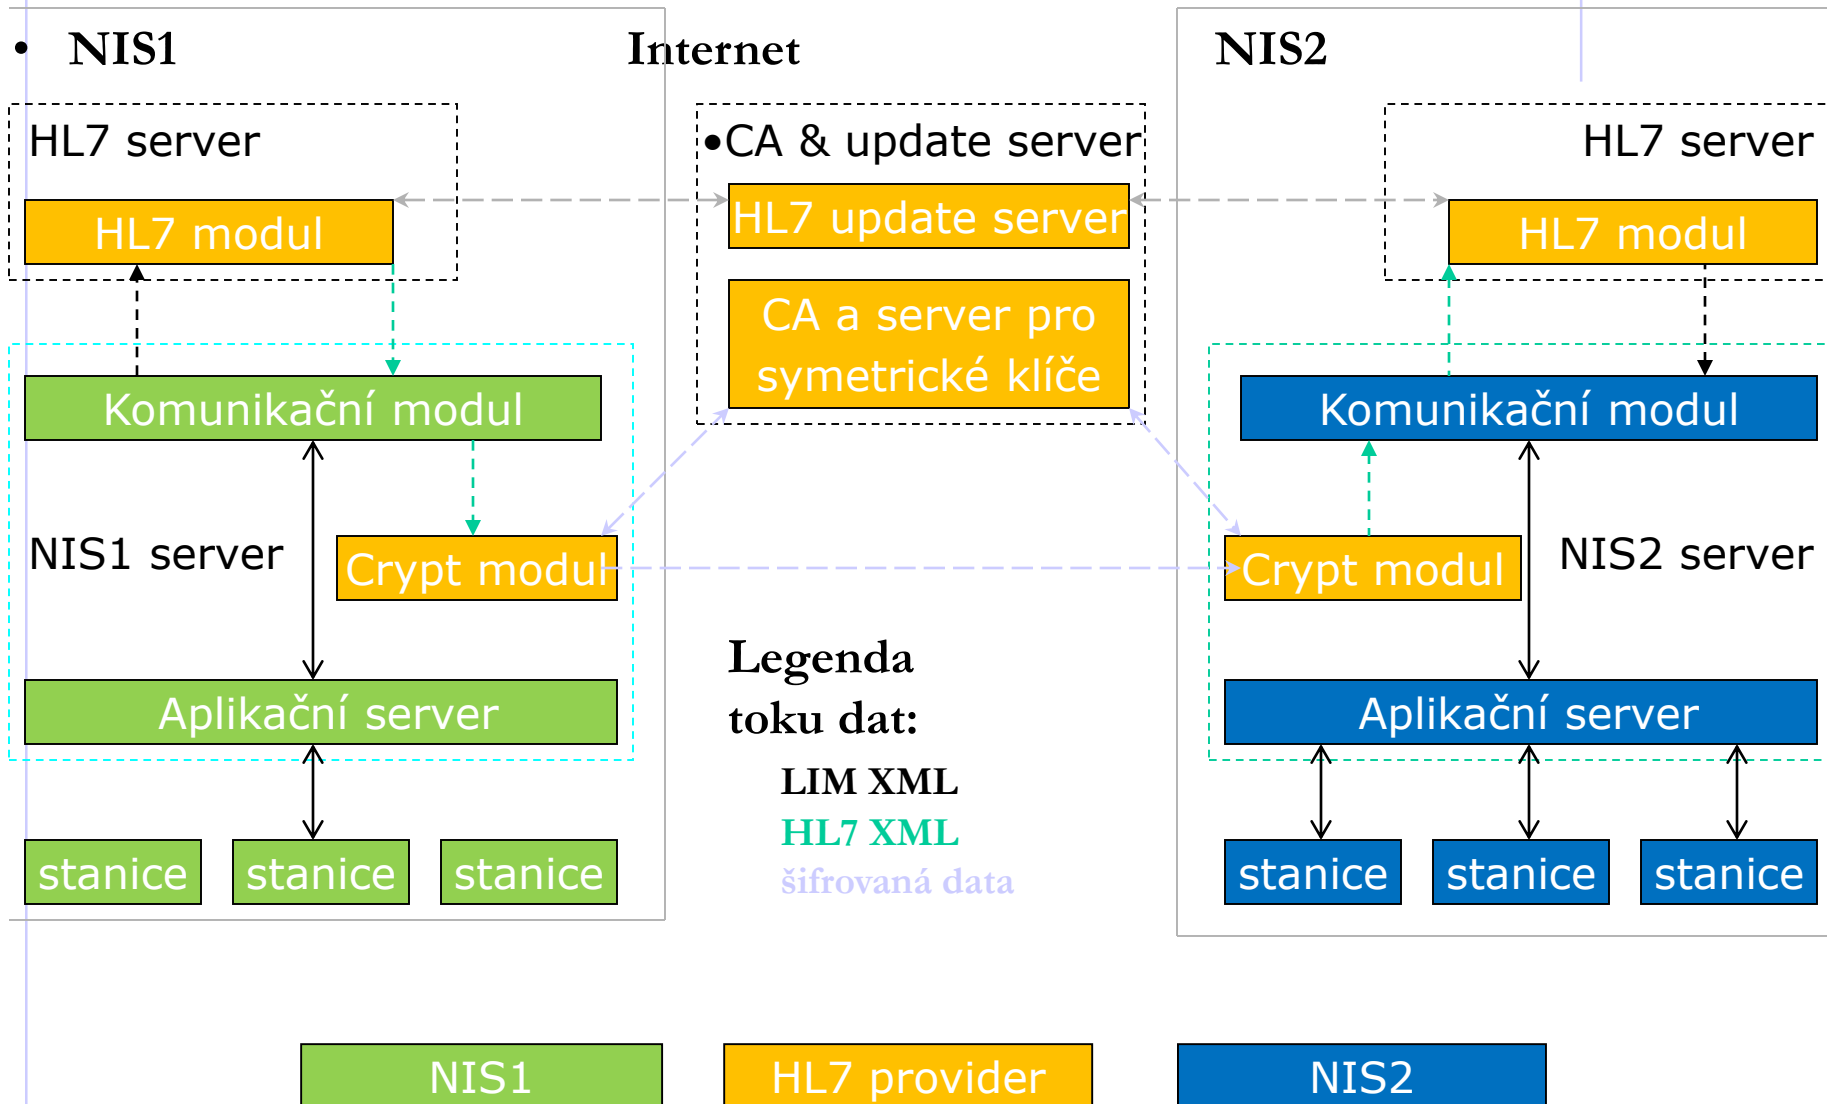 • NIS1 Internet NIS2
HL7 server
•CA & update server
HL7 server
HL7 modul
HL7 update server
HL7 modul
CA a server pro
symetrické klíče
Komunikační modul
Komunikační modul
NIS1 server
Crypt modul
Crypt modul
NIS2 server
Legenda
toku dat:
LIM XML
HL7 XML
šifrovaná data
Aplikační server
Aplikační server
stanice
stanice
stanice
stanice
stanice
stanice
NIS1
HL7 provider
NIS2